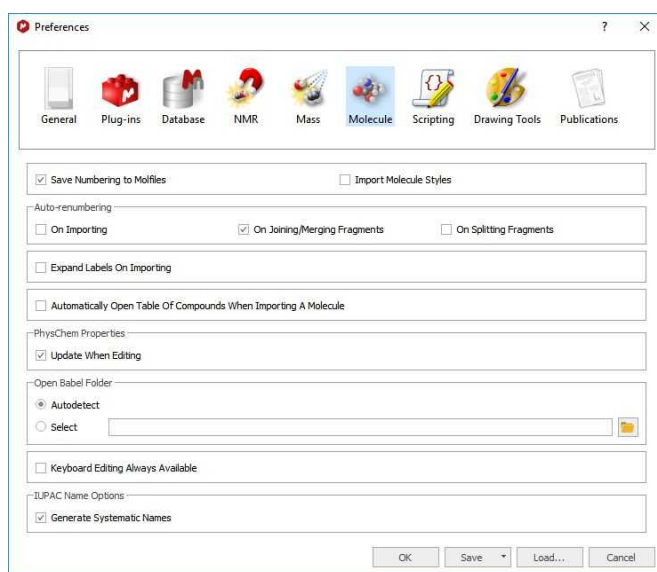 Preferences
General Plug-ins Database NMR Mass Molecule Scripting Drawing Tools Publications
Save Numbering to Molfiles Import Molecule Styles
Auto-renumbering
On Importing On Joining/Merging Fragments On Splitting Fragments
Expand Labels On Importing
Automatically Open Table Of Compounds When Importing A Molecule
PhysChem Properties
Update When Editing
Open Babel Folder
Autodetect
Select
Keyboard Editing Always Available
IUPAC Name Options
Generate Systematic Names
OK Save Load... Cancel